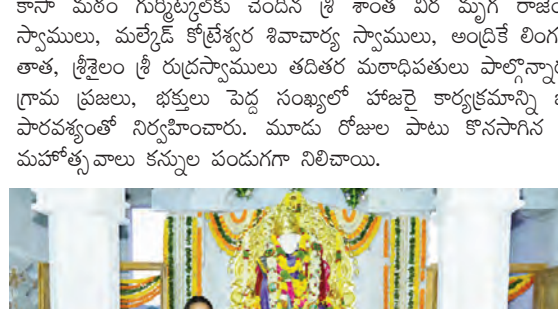 కాసా మఠం గుర్మిట్కల్‌కు చెందిన శ్రీ శాంత వీర మృగ
స్వాములు, మల్కేడ్ కోట్రేశ్వర శివాచార్య స్వాములు, అంద్రికే
తాత, శ్రీశైలం శ్రీ రుద్రస్వాములు తదితర మఠాధిపతులు
గ్రామ ప్రజలు, భక్తులు పెద్ద సంఖ్యలో హాజరై కార్యక్రమాన్ని
పారవశ్యంతో నిర్వహించారు. మూడు రోజుల పాటు కొనసాగిన
మహోత్సవాలు కన్నుల పండుగగా నిలిచాయి.